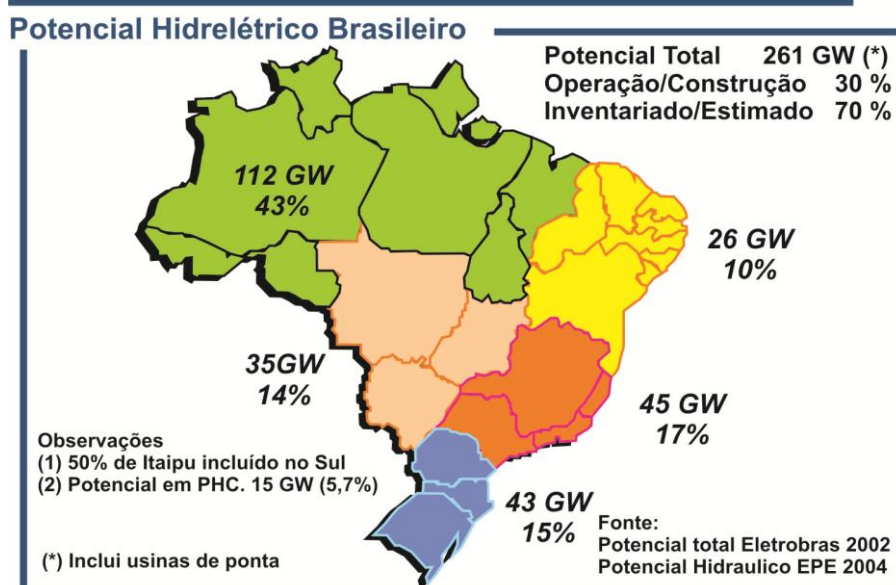 Potencial Hidrelétrico Brasileiro
Potencial Total 261 GW (*)
Operação/Construção 30 %
Inventariado/Estimado 70 %
112 GW
43%
26 GW
10%
35GW
14%
45 GW
17%
43 GW
15%
Observações
(1) 50% de Itaipu incluído no Sul
(2) Potencial em PHC. 15 GW (5,7%)
(*) Inclui usinas de ponta
Fonte:
Potencial total Eletrobras 2002
Potencial Hidraulico EPE 2004